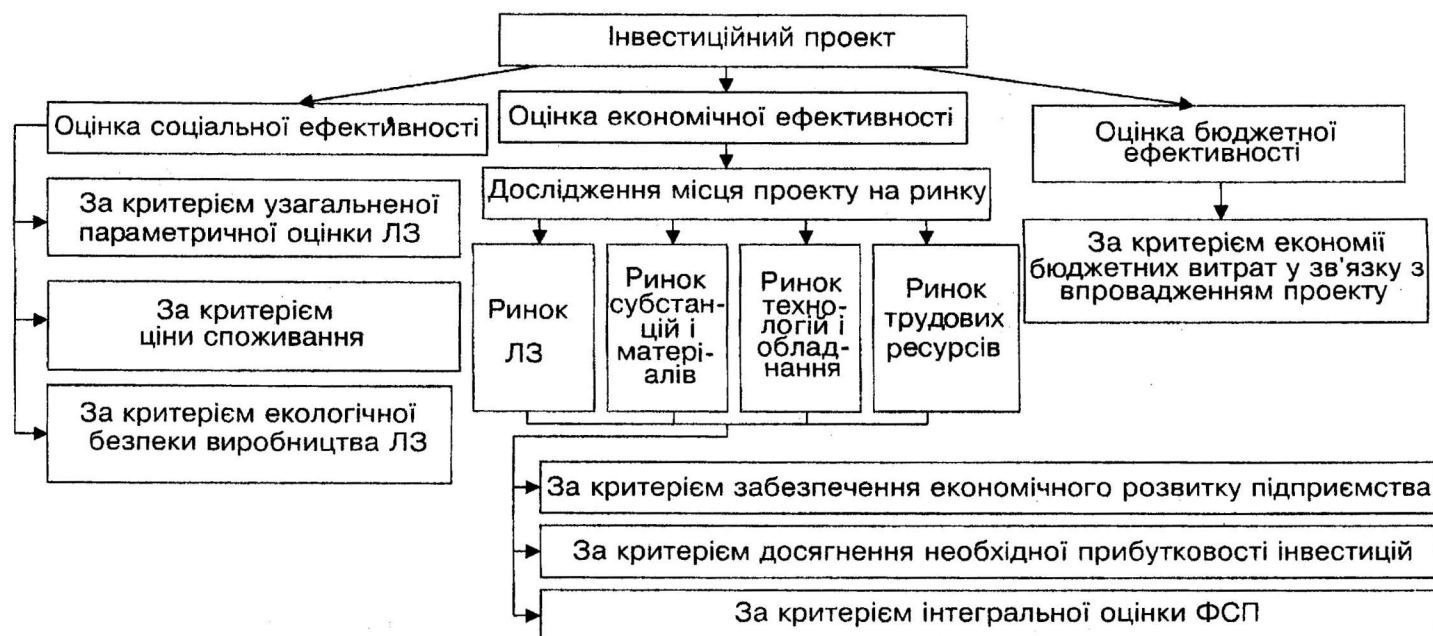 Інвестиційний проект
Оцінка соціальної ефективності
За критерієм узагальненої
параметричної оцінки ЛЗ
За критерієм
ціни споживання
За критерієм екологічної
безпеки виробництва ЛЗ
Оцінка економічної ефективності
Дослідження місця проекту на ринку
Ринок
ЛЗ
Ринок
субстан-
цій і
матері-
алів
Ринок
техно-
логій і
облад-
нання
Ринок
трудових
ресурсів
За критерієм забезпечення економічного розвитку підприємства
За критерієм досягнення необхідної прибутковості інвестицій
За критерієм інтегральної оцінки ФСП
Оцінка бюджетної
ефективності
За критерієм економії
бюджетних витрат у зв'язку з
впровадженням проекту